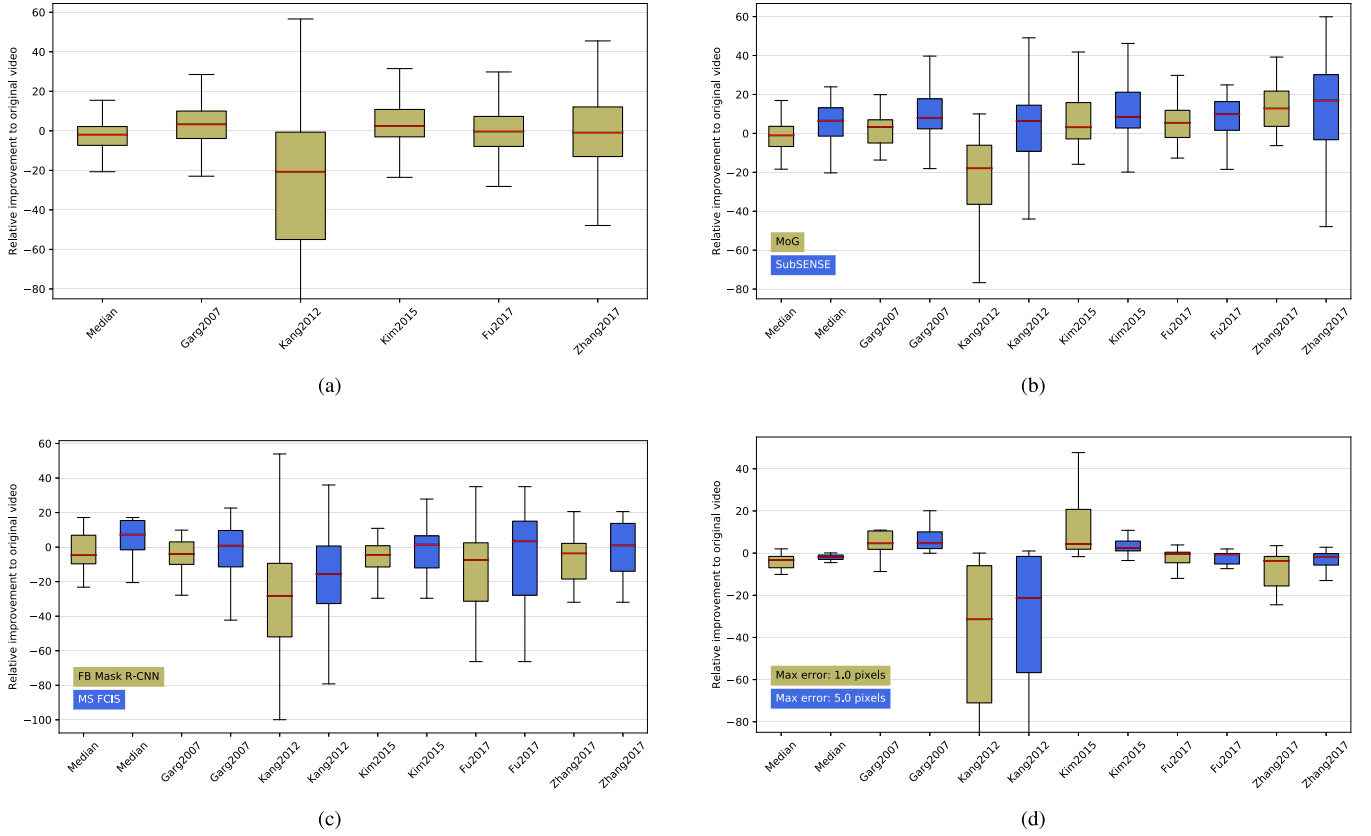 60
40
20
0
−20
−40
−60
−80
Relative improvement to original video
Median
Garg2007
Kang2012
Kim2015
Fu2017
Zhang2017
(a)
60
40
20
0
−20
−40
−60
−80
Relative improvement to original video
MoG
SubSENSE
Median
Median
Garg2007
Garg2007
Kang2012
Kang2012
Kim2015
Kim2015
Fu2017
Fu2017
Zhang2017
Zhang2017
(b)
60
40
20
0
−20
−40
−60
−80
−100
Relative improvement to original video
FB Mask R-CNN
MS FCIS
Median
Median
Garg2007
Garg2007
Kang2012
Kang2012
Kim2015
Kim2015
Fu2017
Fu2017
Zhang2017
Zhang2017
(c)
40
20
0
−20
−40
−60
−80
Relative improvement to original video
Max error: 1.0 pixels
Max error: 5.0 pixels
Median
Median
Garg2007
Garg2007
Kang2012
Kang2012
Kim2015
Kim2015
Fu2017
Fu2017
Zhang2017
Zhang2017
(d)